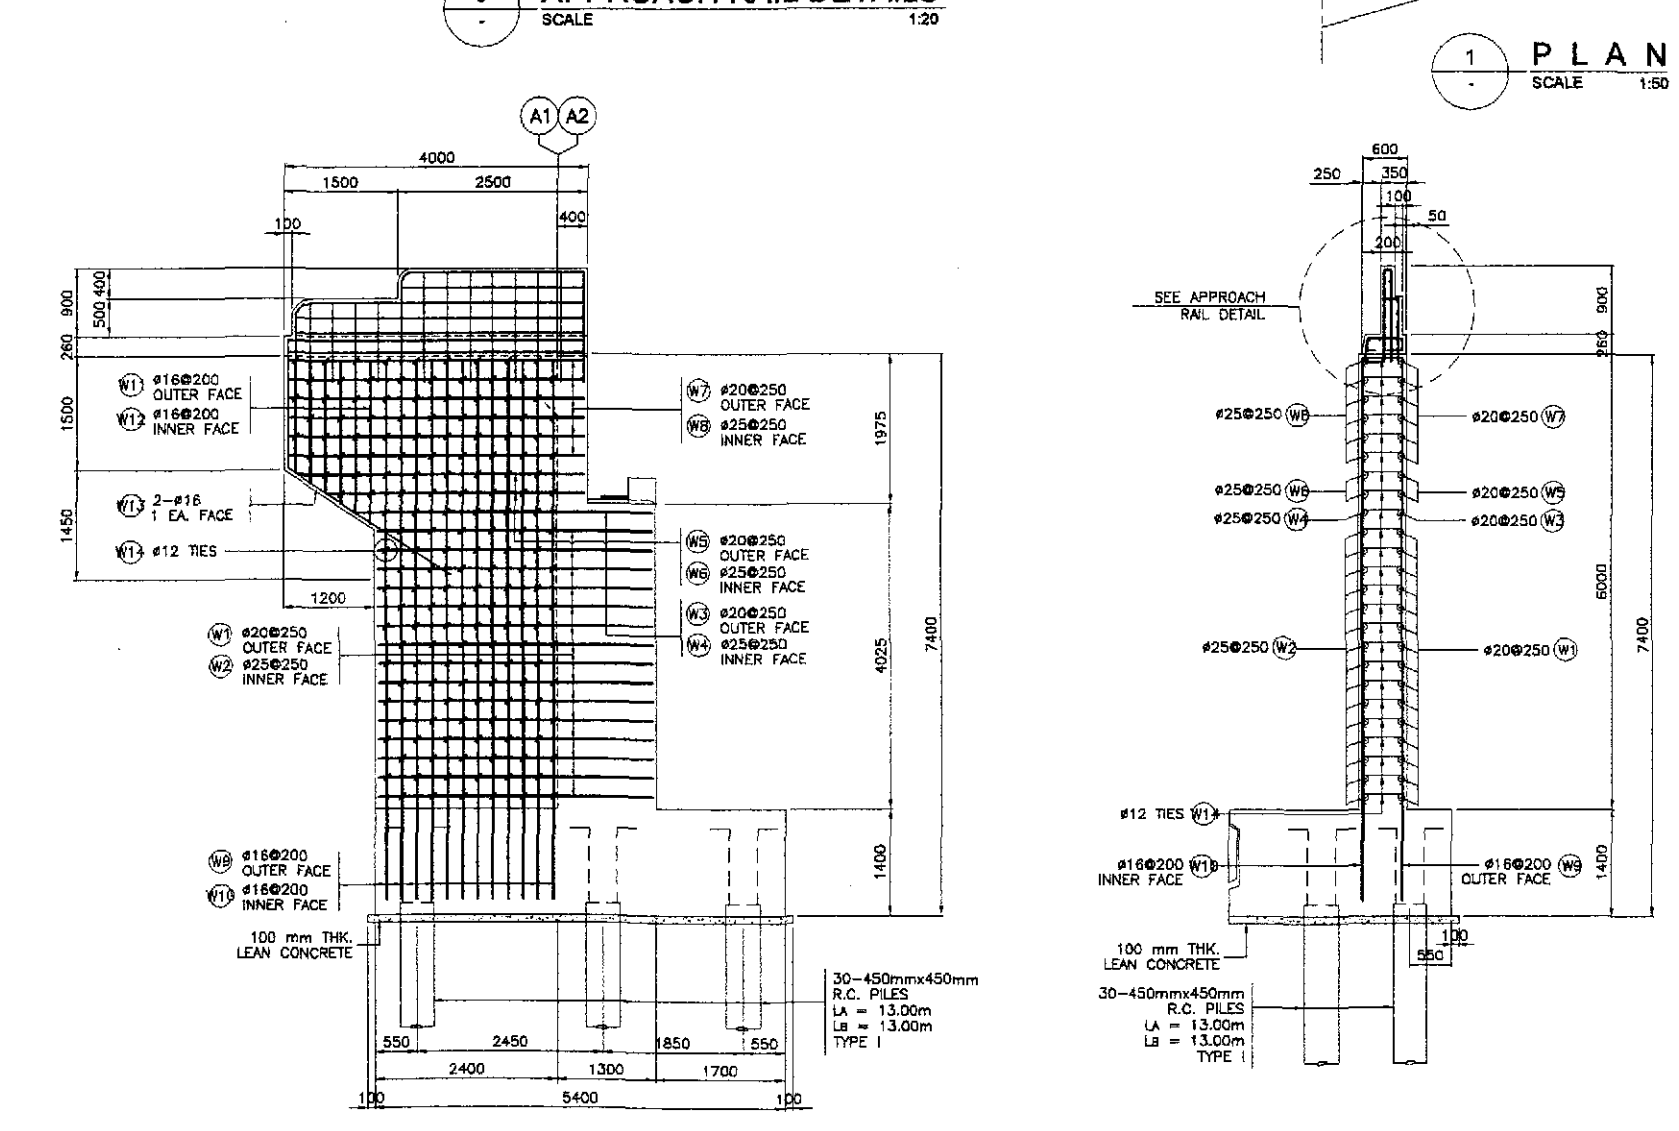 SCALE 1:20
1
-
PLAN
SCALE 1:50
A1 A2
4000
1500 2500
400
100
900
500 400
260
1500
1450
W11 ø16@200
OUTER FACE
W12 ø16@200
INNER FACE
W13 2-ø16
1 EA. FACE
W14 ø12 TIES
1200
W1 ø20@250
OUTER FACE
W2 ø25@250
INNER FACE
W9 ø16@200
OUTER FACE
W10 ø16@200
INNER FACE
100 mm THK.
LEAN CONCRETE
W7 ø20@250
OUTER FACE
W8 ø25@250
INNER FACE
W5 ø20@250
OUTER FACE
W6 ø25@250
INNER FACE
W3 ø20@250
OUTER FACE
W4 ø25@250
INNER FACE
1975
4025
1400
7400
30-450mmx450mm
R.C. PILES
LA = 13.00m
LB = 13.00m
TYPE I
550 2450 1850 550
2400 1300 1700
100 5400 100
600
250 350
100
50
200
SEE APPROACH
RAIL DETAIL
900
260
6000
1400
7400
ø25@250 W8
ø20@250 W7
ø25@250 W6
ø20@250 W5
ø25@250 W4
ø20@250 W3
ø25@250 W2
ø20@250 W1
ø12 TIES W14
ø16@200 W10
INNER FACE
ø16@200 W9
OUTER FACE
100 mm THK.
LEAN CONCRETE
100
550
30-450mmx450mm
R.C. PILES
LA = 13.00m
LB = 13.00m
TYPE I